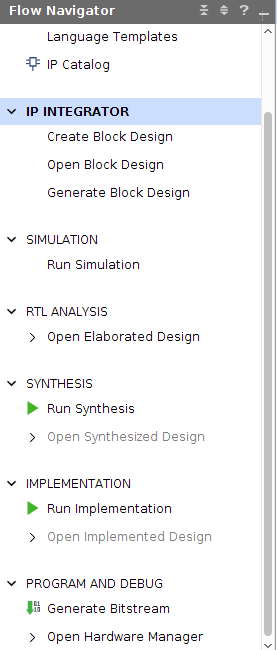 Flow Navigator
Language Templates
IP Catalog
IP INTEGRATOR
Create Block Design
Open Block Design
Generate Block Design
SIMULATION
Run Simulation
RTL ANALYSIS
Open Elaborated Design
SYNTHESIS
Run Synthesis
Open Synthesized Design
IMPLEMENTATION
Run Implementation
Open Implemented Design
PROGRAM AND DEBUG
Generate Bitstream
Open Hardware Manager